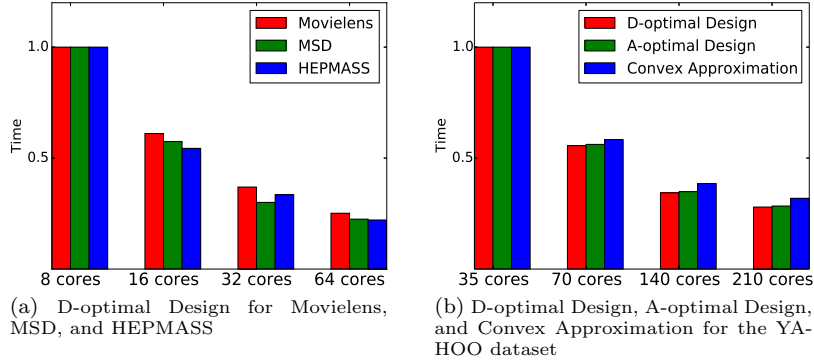 Movielens
MSD
HEPMASS
1.0
0.5
Time
8 cores 16 cores 32 cores 64 cores
(a) D-optimal Design for Movielens,
MSD, and HEPMASS
D-optimal Design
A-optimal Design
Convex Approximation
1.0
0.5
Time
35 cores 70 cores 140 cores 210 cores
(b) D-optimal Design, A-optimal Design,
and Convex Approximation for the YA-
HOO dataset